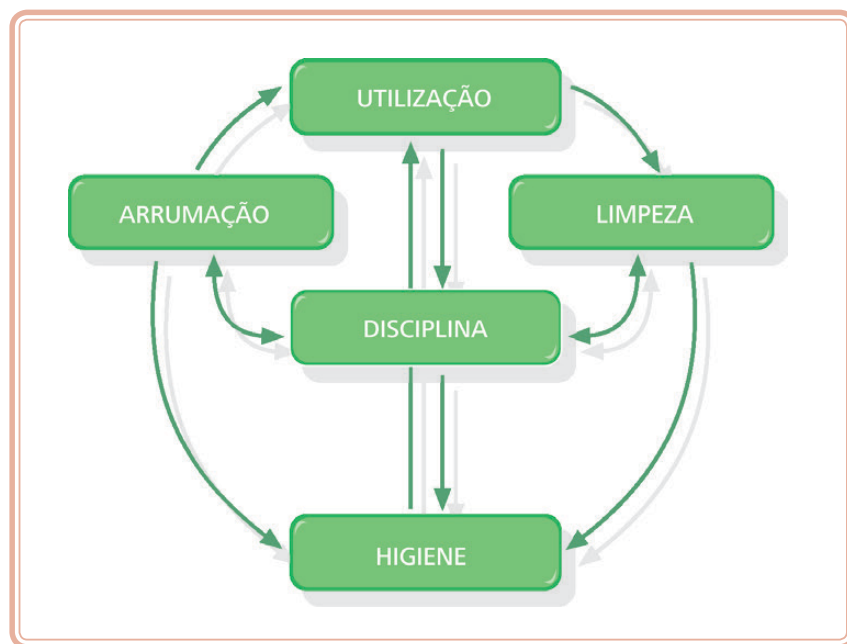 UTILIZAÇÃO
ARRUMAÇÃO
LIMPEZA
DISCIPLINA
HIGIENE